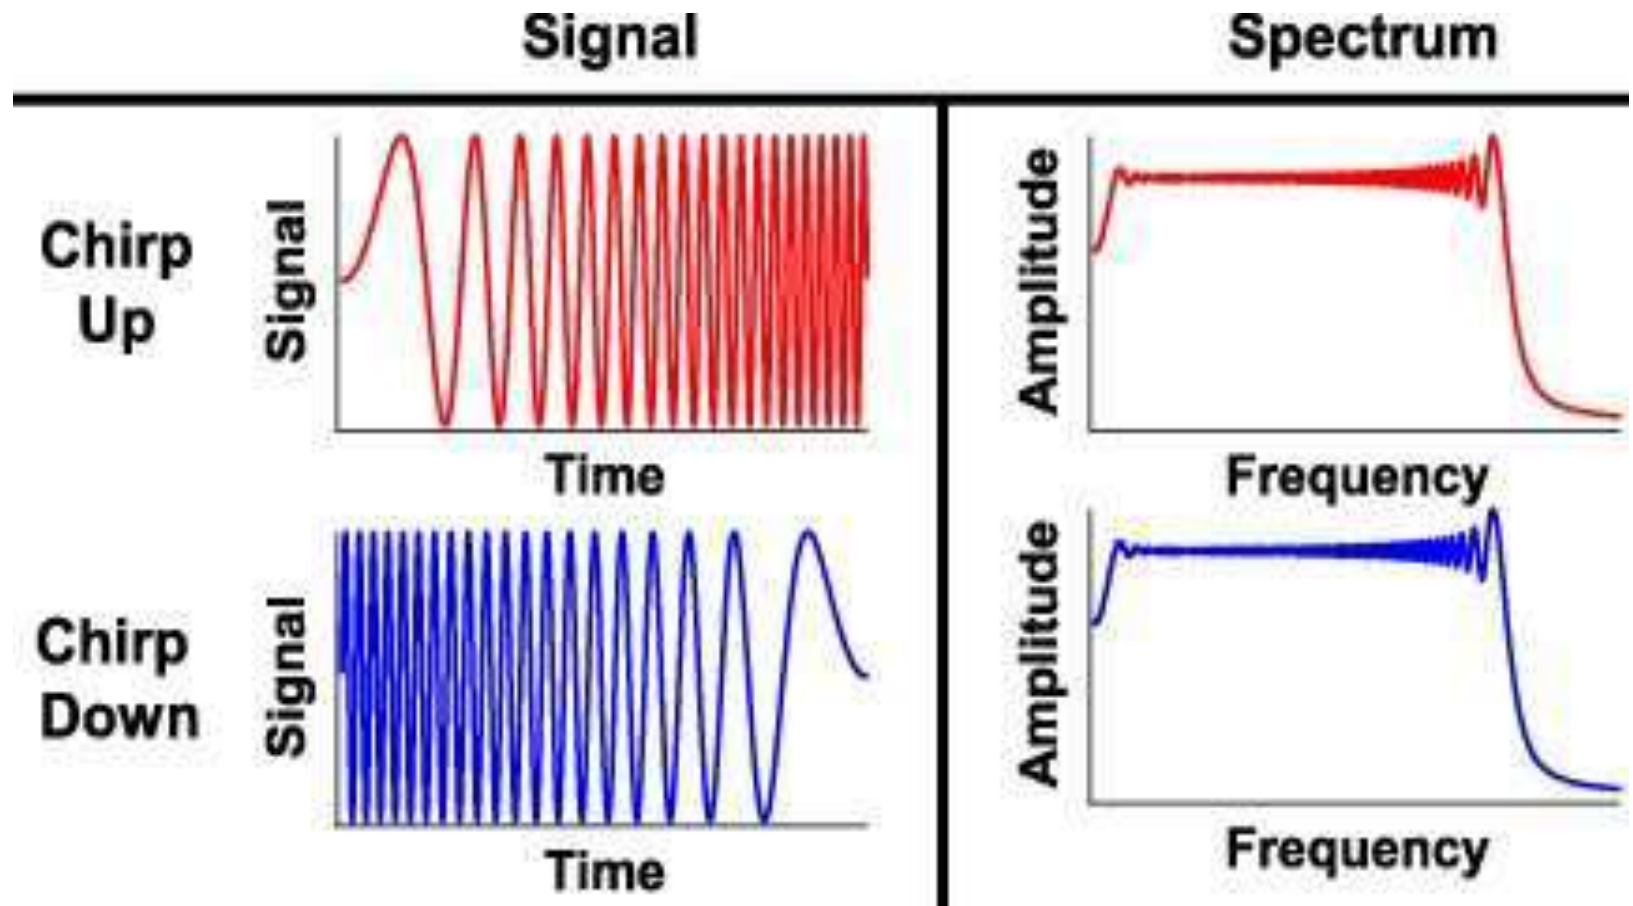 Signal
Spectrum
Chirp
Up
Signal
Time
Amplitude
Frequency
Chirp
Down
Signal
Time
Amplitude
Frequency